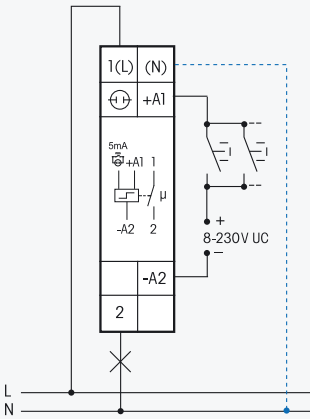 1(L) (N)
+A1
5mA
+A1 1
µ
-A2 2
+
8-230V UC
−
-A2
2
L
N